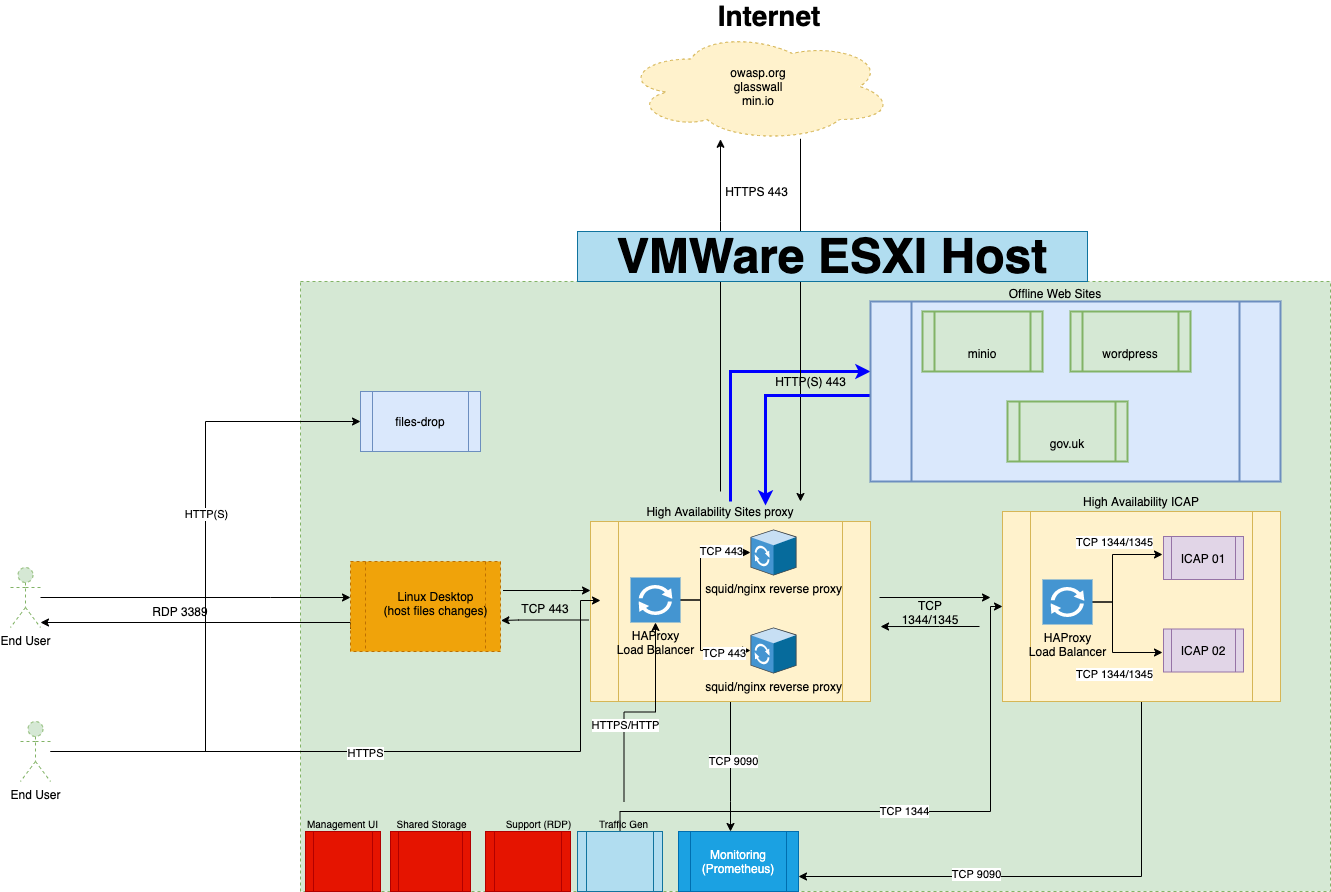 Internet
owasp.org
glasswall
min.io
HTTPS 443
VMWare ESXI Host
Offline Web Sites
minio
wordpress
HTTP(S) 443
gov.uk
files-drop
HTTP(S)
High Availability Sites proxy
High Availability ICAP
TCP 443
squid/nginx reverse proxy
TCP 1344/1345
ICAP 01
Linux Desktop
(host files changes)
RDP 3389
End User
TCP 443
HAProxy
Load Balancer
TCP 443
squid/nginx reverse proxy
TCP
1344/1345
HAProxy
Load Balancer
ICAP 02
TCP 1344/1345
HTTPS/HTTP
HTTPS
TCP 9090
End User
TCP 1344
Management UI
Shared Storage
Support (RDP)
Traffic Gen
Monitoring
(Prometheus)
TCP 9090